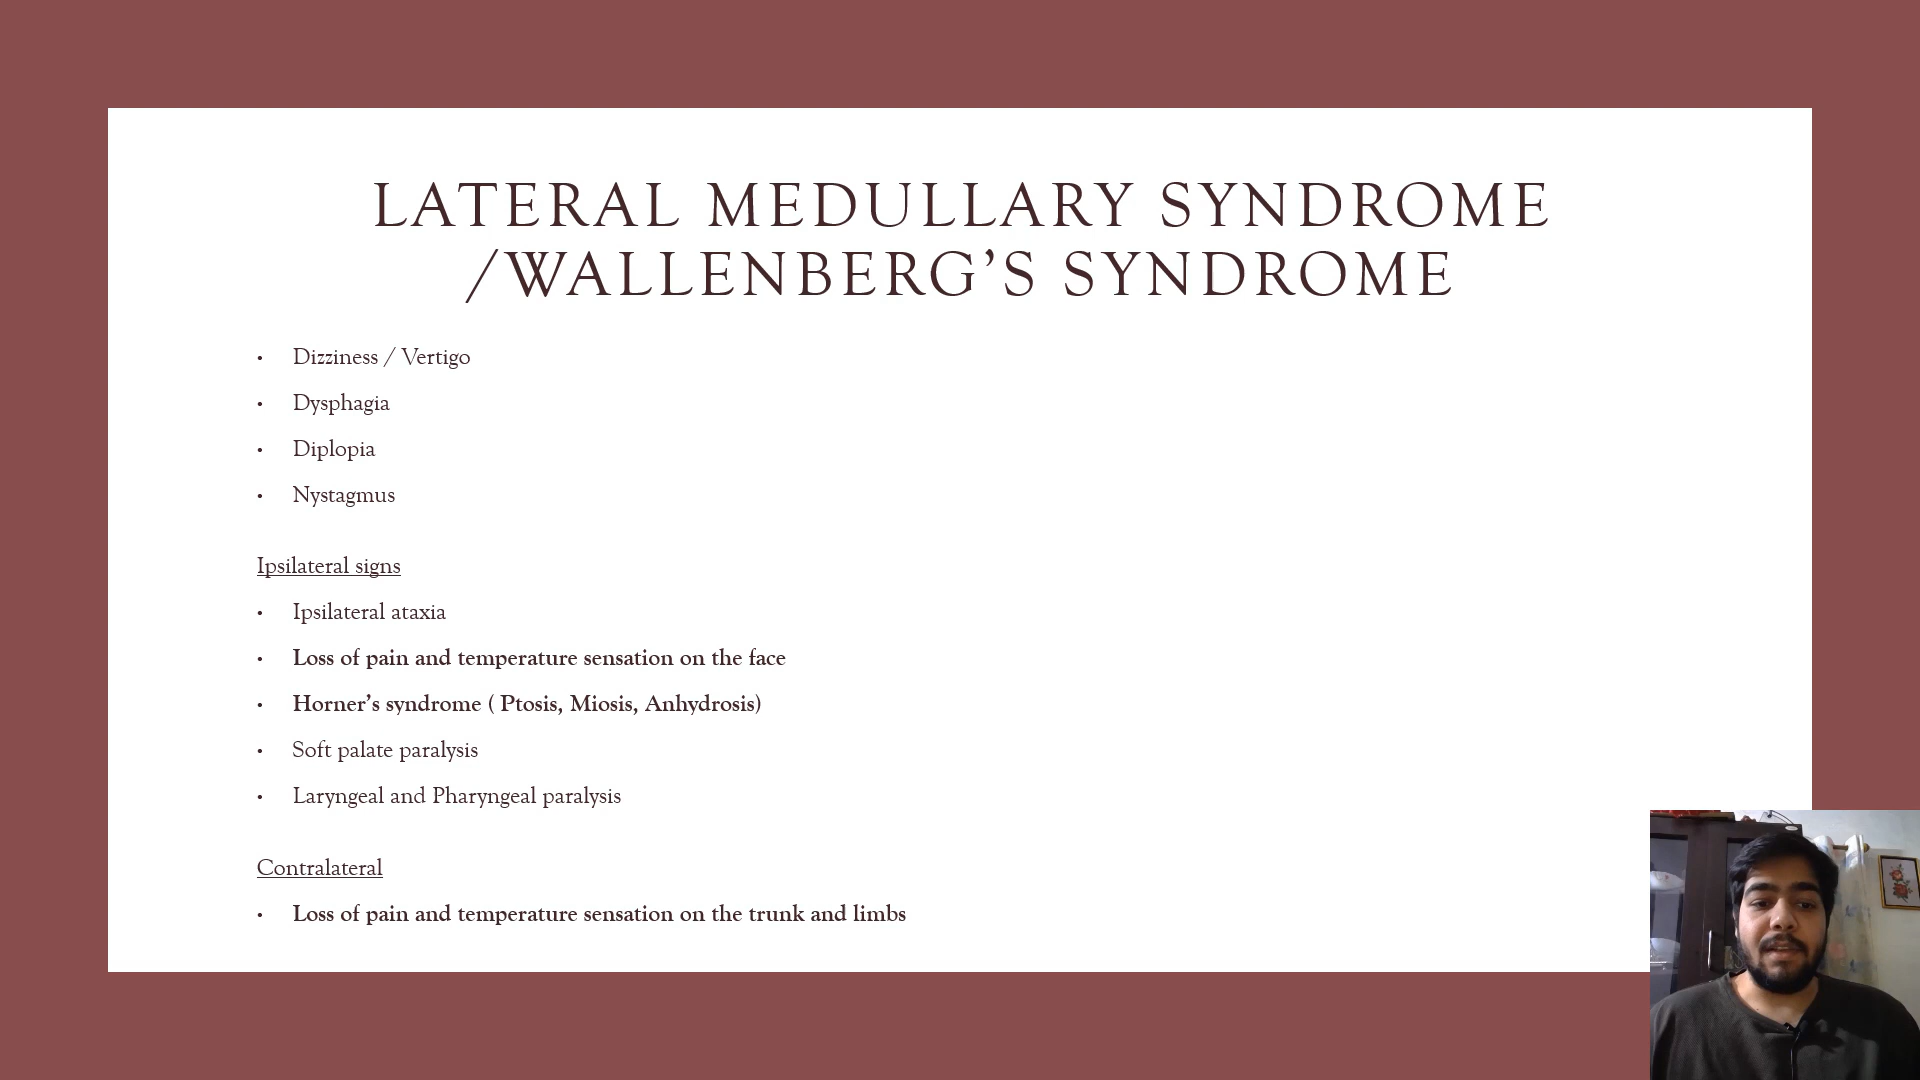 LATERAL MEDULLARY SYNDROME
/WALLENBERG’S SYNDROME
• Dizziness / Vertigo
• Dysphagia
• Diplopia
• Nystagmus
Ipsilateral signs
• Ipsilateral ataxia
• Loss of pain and temperature sensation on the face
• Horner’s syndrome ( Ptosis, Miosis, Anhydrosis)
• Soft palate paralysis
• Laryngeal and Pharyngeal paralysis
Contralateral
• Loss of pain and temperature sensation on the trunk and limbs